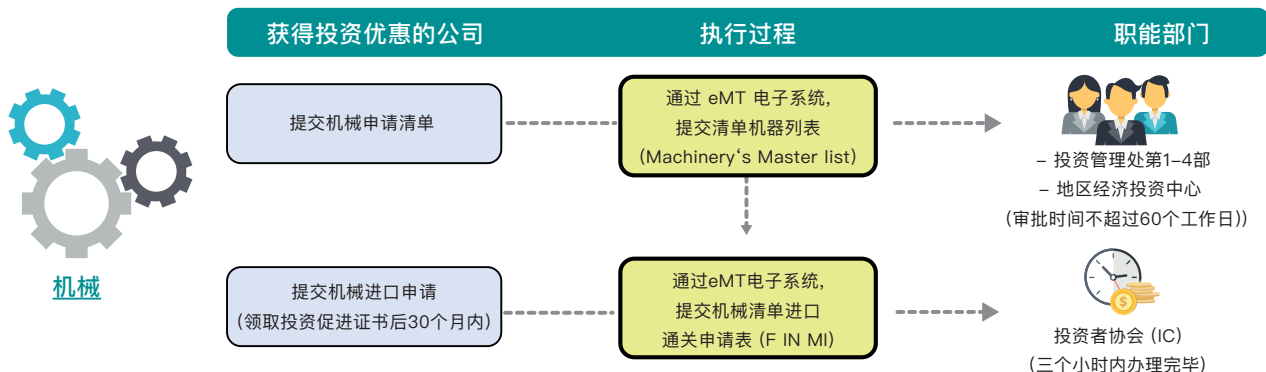 获得投资优惠的公司
执行过程
职能部门
提交机械申请清单
通过 eMT 电子系统,
提交清单机器列表
(Machinery‘s Master list)
– 投资管理处第1–4部
– 地区经济投资中心
(审批时间不超过60个工作日))
机械
提交机械进口申请
(领取投资促进证书后30个月内)
通过eMT电子系统,
提交机械清单进口
通关申请表 (F IN MI)
投资者协会 (IC)
(三个小时内办理完毕)